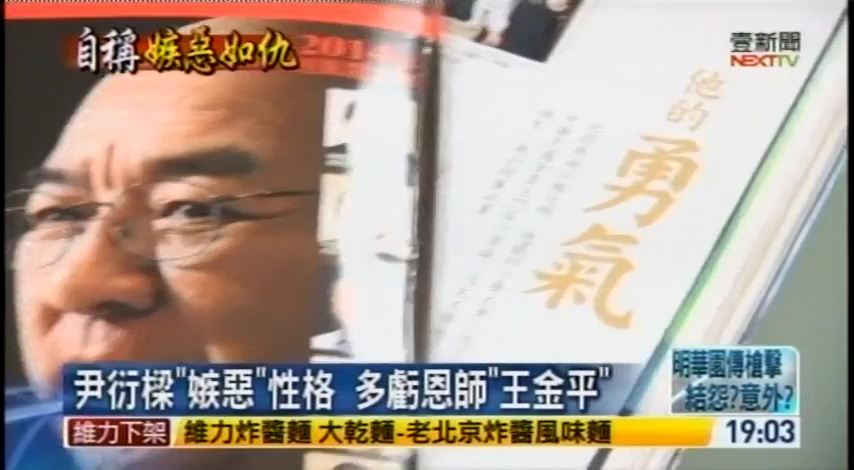 自稱嫉惡如仇
2014
壹新聞
NEXTTV
他的
勇氣
尹衍樑"嫉惡"性格 多虧恩師"王金平"
明華園傳槍擊
結怨?意外?
維力下架
維力炸醬麵 大乾麵-老北京炸醬風味麵
19:03